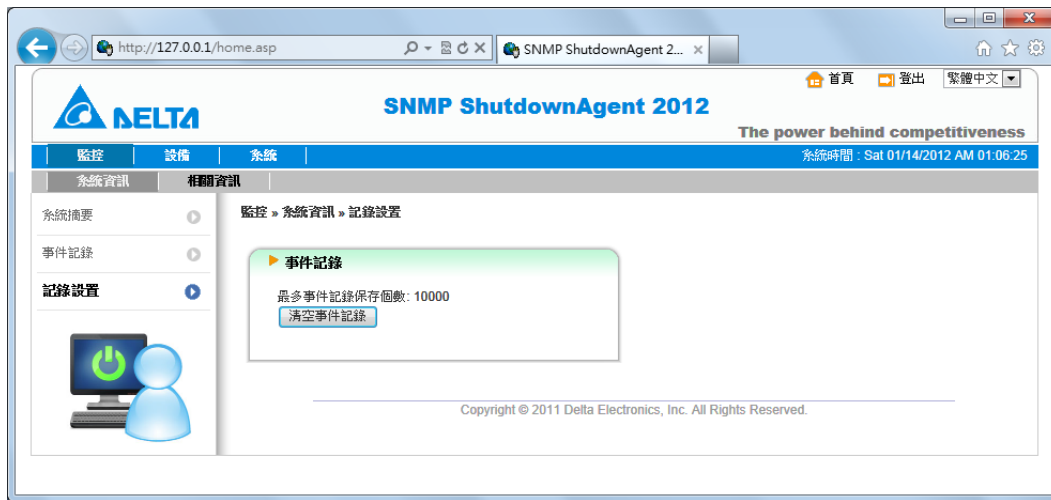 http://127.0.0.1/home.asp
SNMP ShutdownAgent 2...
首頁 登出 繁體中文
DELTA
SNMP ShutdownAgent 2012
The power behind competitiveness
監控 設備 系統 系統時間 : Sat 01/14/2012 AM 01:06:25
系統資訊 相關資訊
系統摘要
事件記錄
記錄設置
監控 » 系統資訊 » 記錄設置
事件記錄
最多事件記錄保存個數: 10000
清空事件記錄
Copyright © 2011 Delta Electronics, Inc. All Rights Reserved.